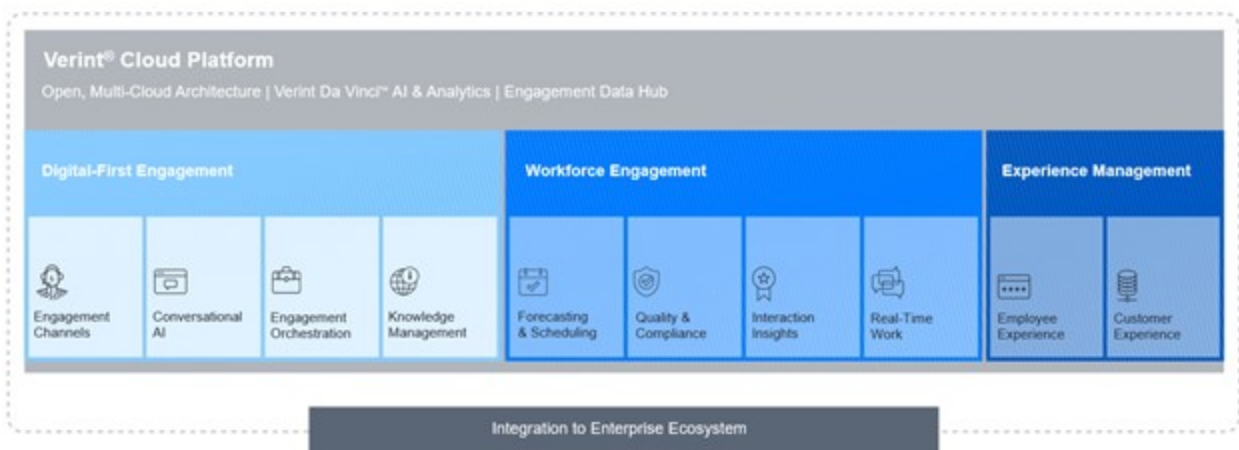 Verint® Cloud Platform
Open, Multi-Cloud Architecture | Verint Da Vinci™ AI & Analytics | Engagement Data Hub
Digital-First Engagement
Workforce Engagement
Experience Management
Engagement
Channels
Conversational
AI
Engagement
Orchestration
Knowledge
Management
Forecasting
& Scheduling
Quality &
Compliance
Interaction
Insights
Real-Time
Work
Employee
Experience
Customer
Experience
Integration to Enterprise Ecosystem